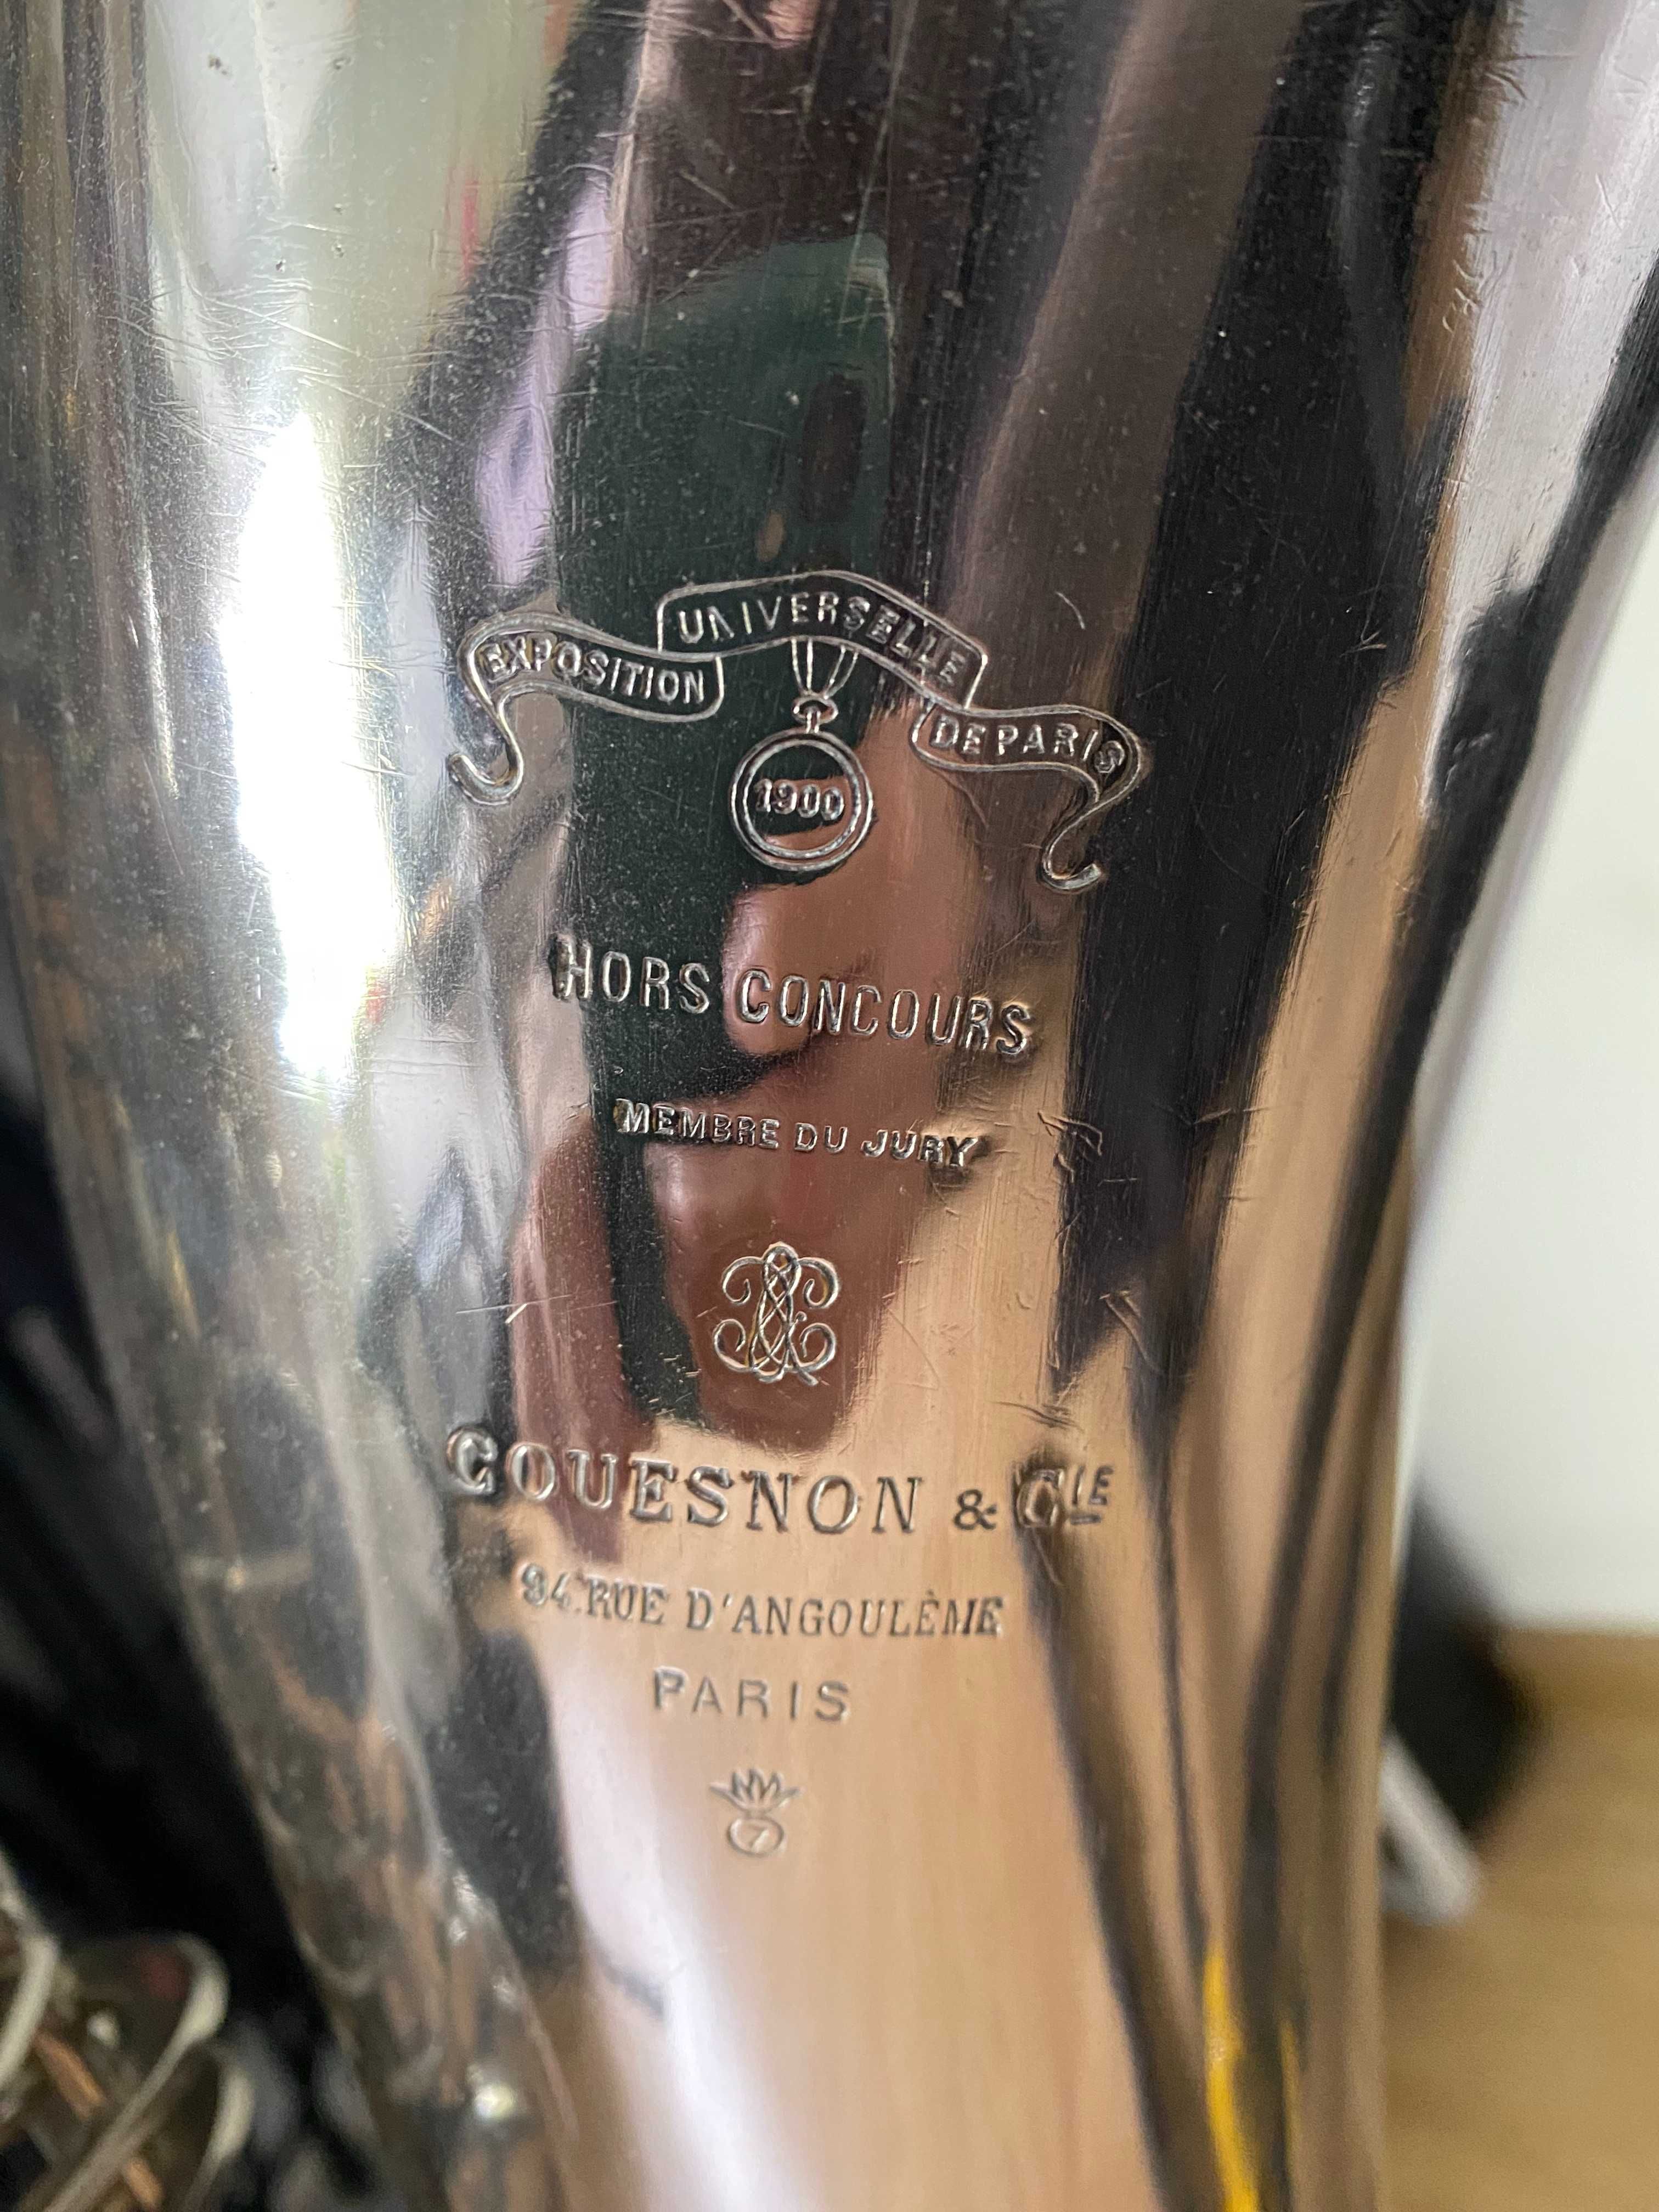 EXPOSITION UNIVERSELLE DE PARIS
1900
HORS CONCOURS
MEMBRE DU JURY
COUESNON & CIE
94. RUE D'ANGOULÊME
PARIS
7